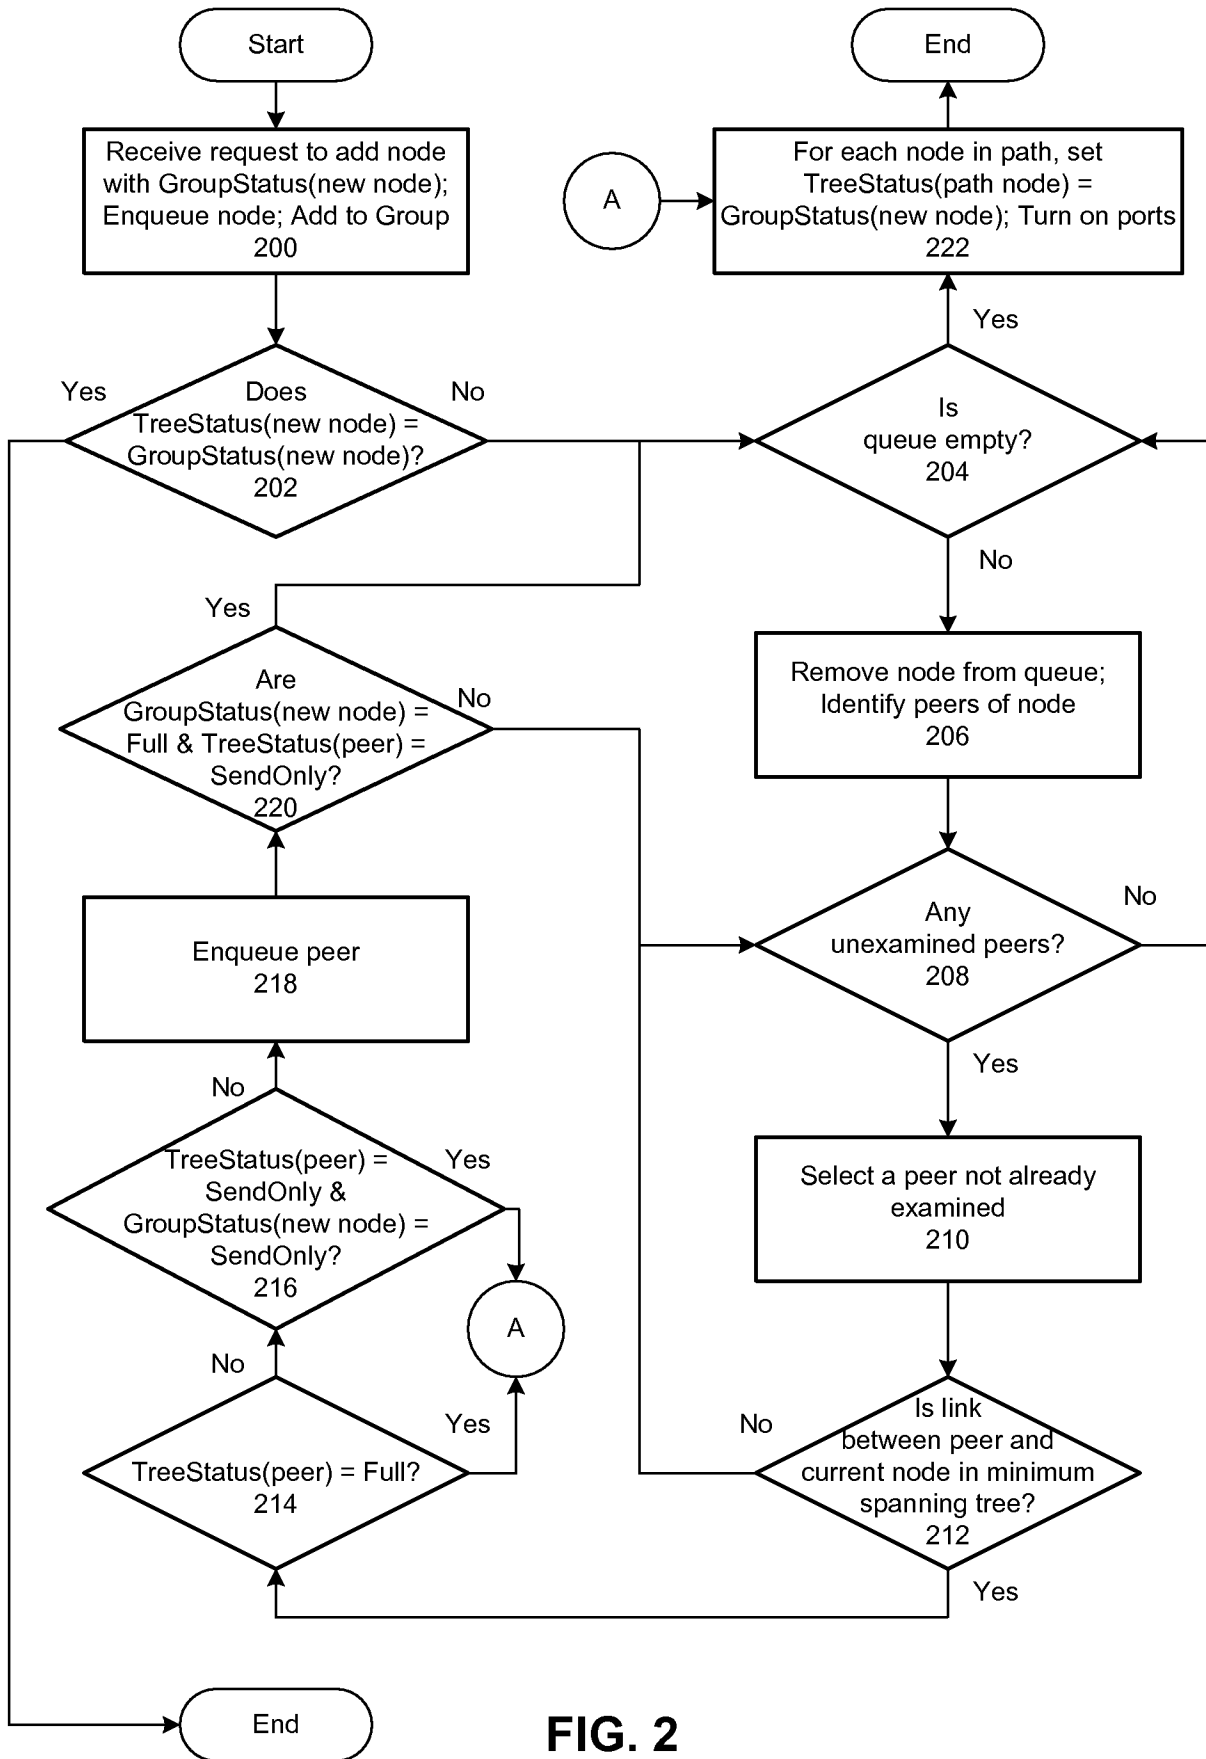 Start
Receive request to add node
with GroupStatus(new node);
Enqueue node; Add to Group
200
Yes
No
Does
TreeStatus(new node) =
GroupStatus(new node)?
202
Yes
Are
GroupStatus(new node) =
Full & TreeStatus(peer) =
SendOnly?
220
No
Enqueue peer
218
No
TreeStatus(peer) =
SendOnly &
GroupStatus(new node) =
SendOnly?
216
Yes
A
No
Yes
TreeStatus(peer) = Full?
214
End
End
A
For each node in path, set
TreeStatus(path node) =
GroupStatus(new node); Turn on ports
222
Yes
Is
queue empty?
204
No
Remove node from queue;
Identify peers of node
206
Any
unexamined peers?
208
No
Yes
Select a peer not already
examined
210
No
Is link
between peer and
current node in minimum
spanning tree?
212
Yes
FIG. 2